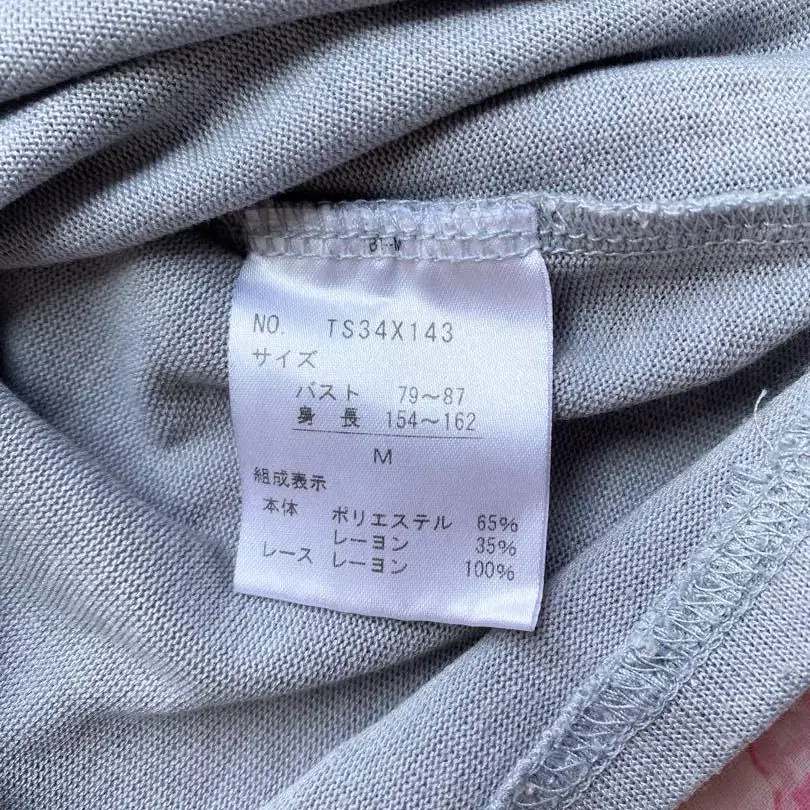 NO. TS34X143
サイズ
バスト 79～87
身長 154～162
M
組成表示
本体 ポリエステル 65%
レーヨン 35%
レース レーヨン 100%